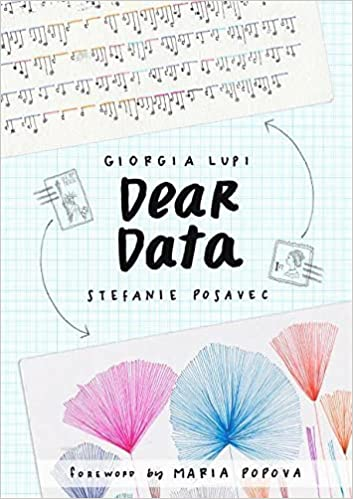 GIORGIA LUPI
DEAR
DATA
STEFANIE POSAVEC
FOREWORD by MARIA POPOVA